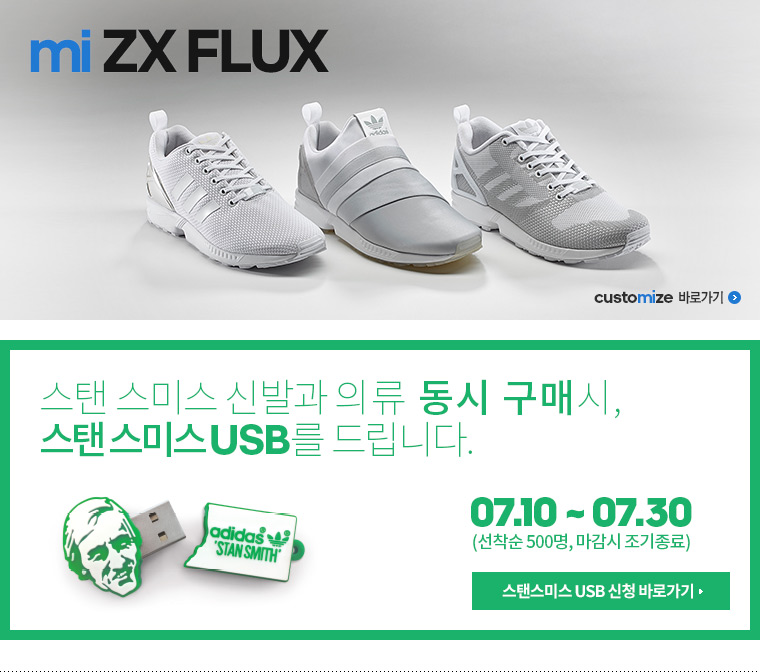 mi ZX FLUX
adidas
customize 바로가기
스탠 스미스 신발과 의류 동시 구매시,
스탠스미스USB를 드립니다.
adidas
'STAN SMITH'
07.10 ~ 07.30
(선착순 500명, 마감시 조기종료)
스탠스미스 USB 신청 바로가기